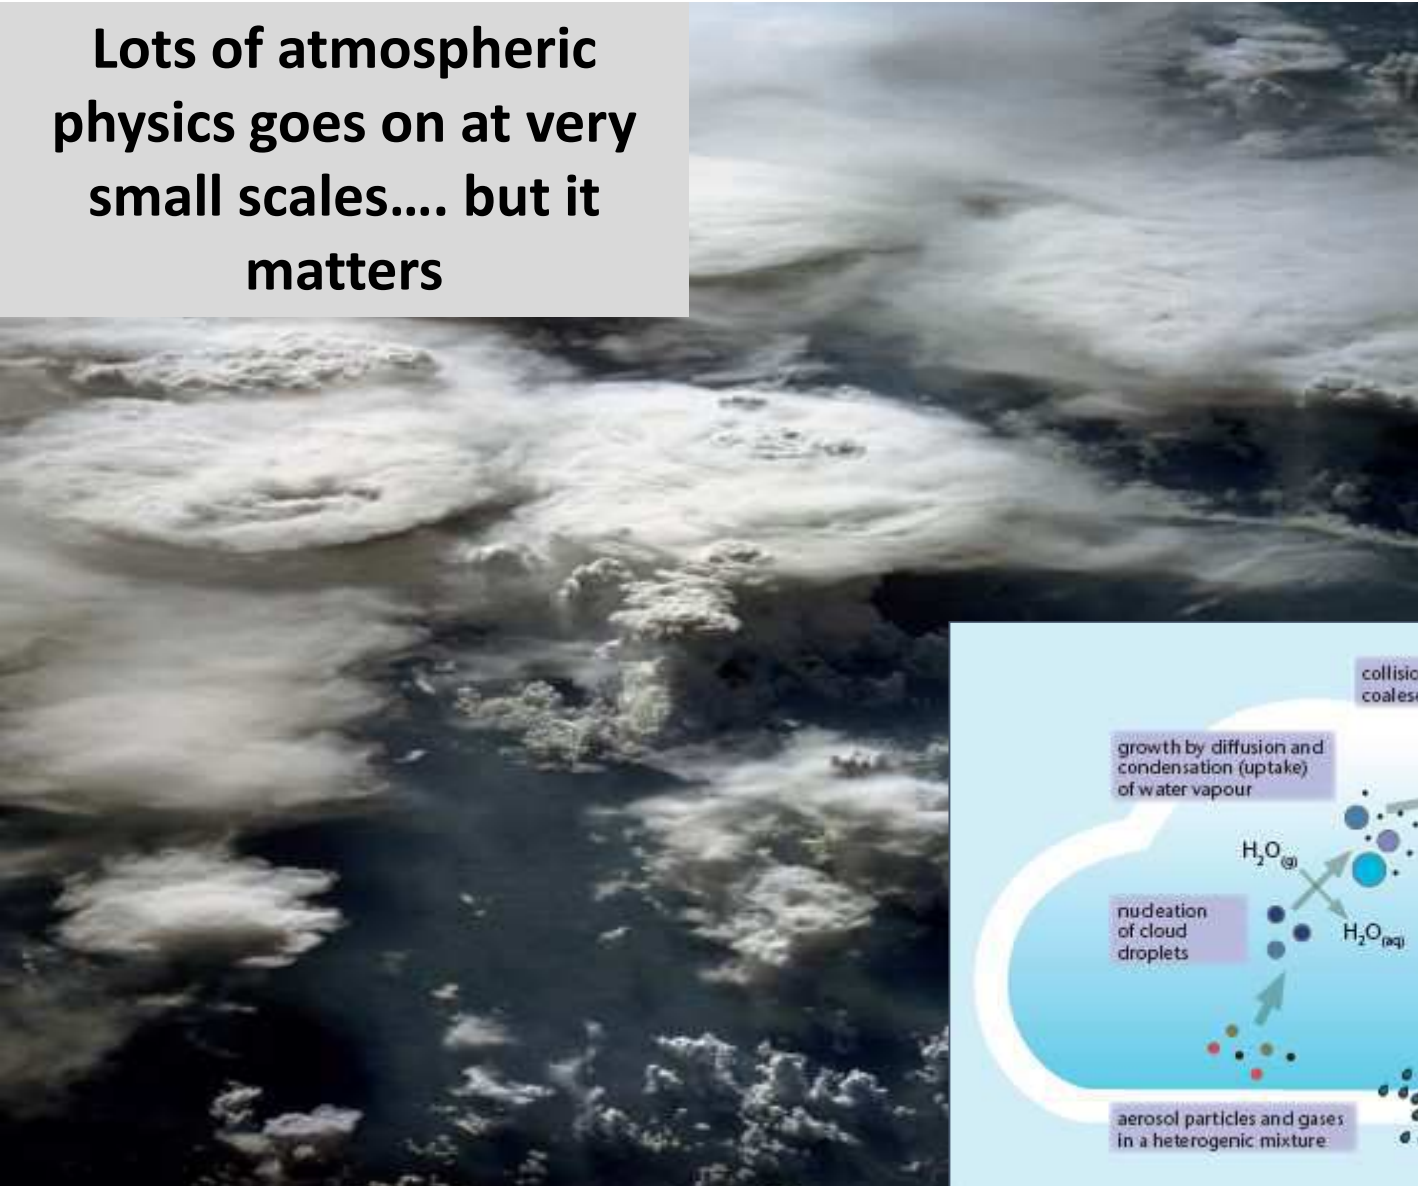 Lots of atmospheric
physics goes on at very
small scales…. but it
matters
growth by diffusion and
condensation (uptake)
of water vapour
H₂O(g)
nucleation
of cloud
droplets
H₂O(aq)
aerosol particles and gases
in a heterogenic mixture